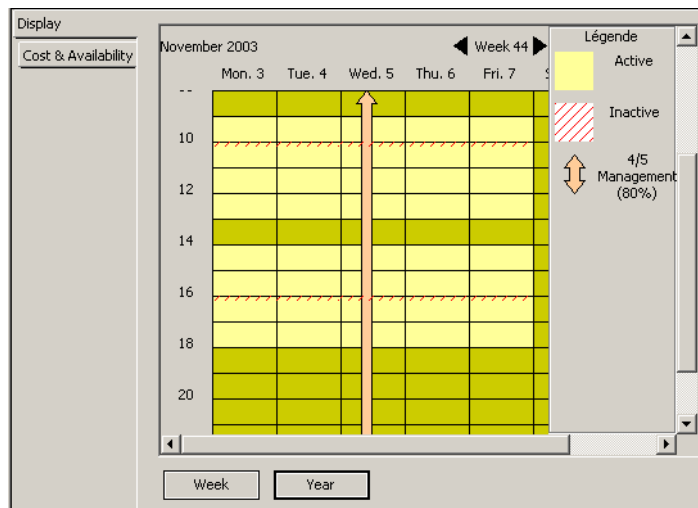 Display
Cost & Availability
November 2003
Week 44
Mon. 3 Tue. 4 Wed. 5 Thu. 6 Fri. 7
10
12
14
16
18
20
Légende
Active
Inactive
4/5
Management
(80%)
Week
Year